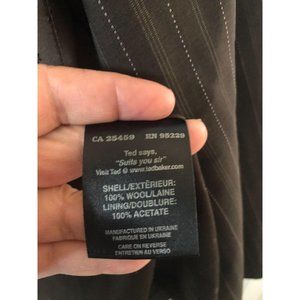 CA 25459 RN 95229
Ted says,
"Suits you sir"
Visit Ted @ www.tedbaker.com
SHELL/EXTÉRIEUR:
100% WOOL/LAINE
LINING/DOUBLURE:
100% ACETATE
MANUFACTURED IN UKRAINE
FABRIQUÉ EN UKRAINE
CARE ON REVERSE
ENTRETIEN AU VERSO